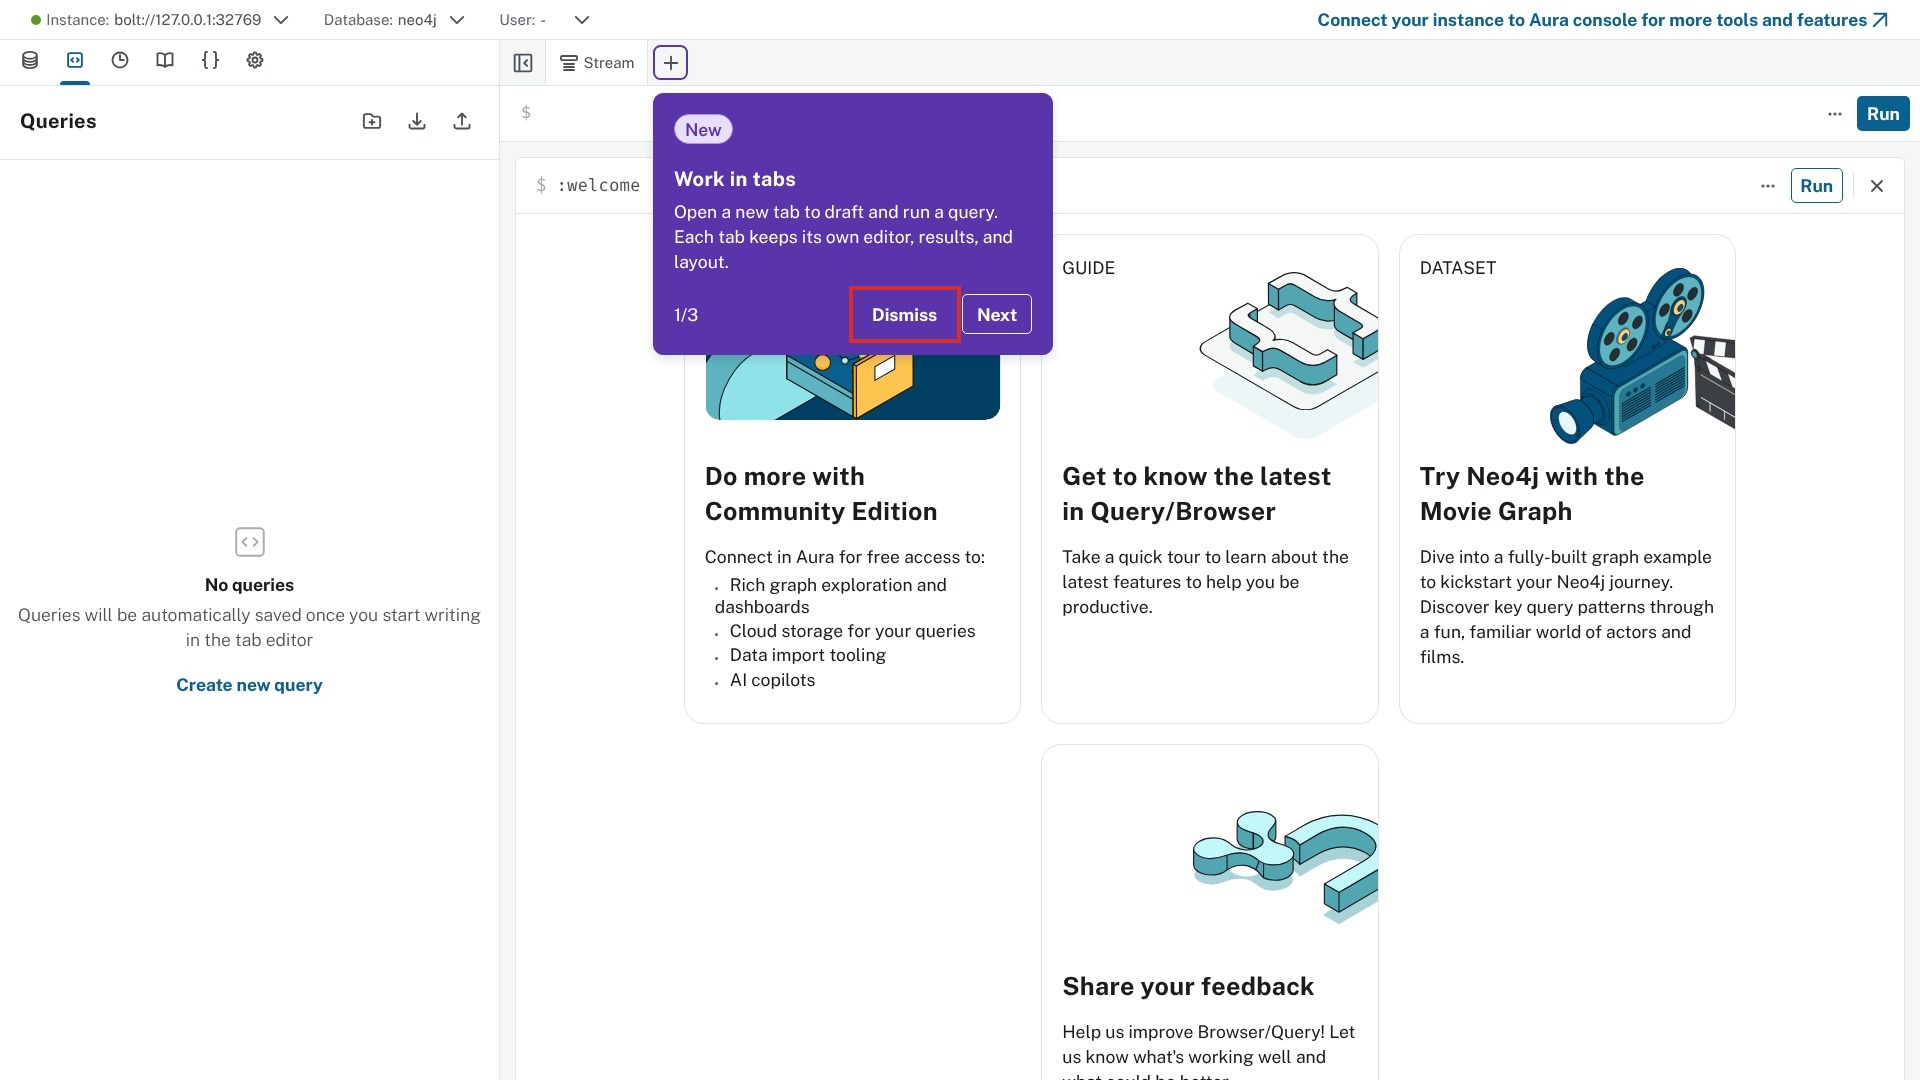 Instance: bolt://127.0.0.1:32769
Database: neo4j
User: -
Connect your instance to Aura console for more tools and features
Stream
Queries
$
Run
New
Work in tabs
Open a new tab to draft and run a query.
Each tab keeps its own editor, results, and
layout.
1/3
Dismiss
Next
$ :welcome
Run
No queries
Queries will be automatically saved once you start writing
in the tab editor
Create new query
Do more with
Community Edition
Connect in Aura for free access to:
· Rich graph exploration and
dashboards
· Cloud storage for your queries
· Data import tooling
· AI copilots
GUIDE
Get to know the latest
in Query/Browser
Take a quick tour to learn about the
latest features to help you be
productive.
DATASET
Try Neo4j with the
Movie Graph
Dive into a fully-built graph example
to kickstart your Neo4j journey.
Discover key query patterns through
a fun, familiar world of actors and
films.
Share your feedback
Help us improve Browser/Query! Let
us know what's working well and
what could be better